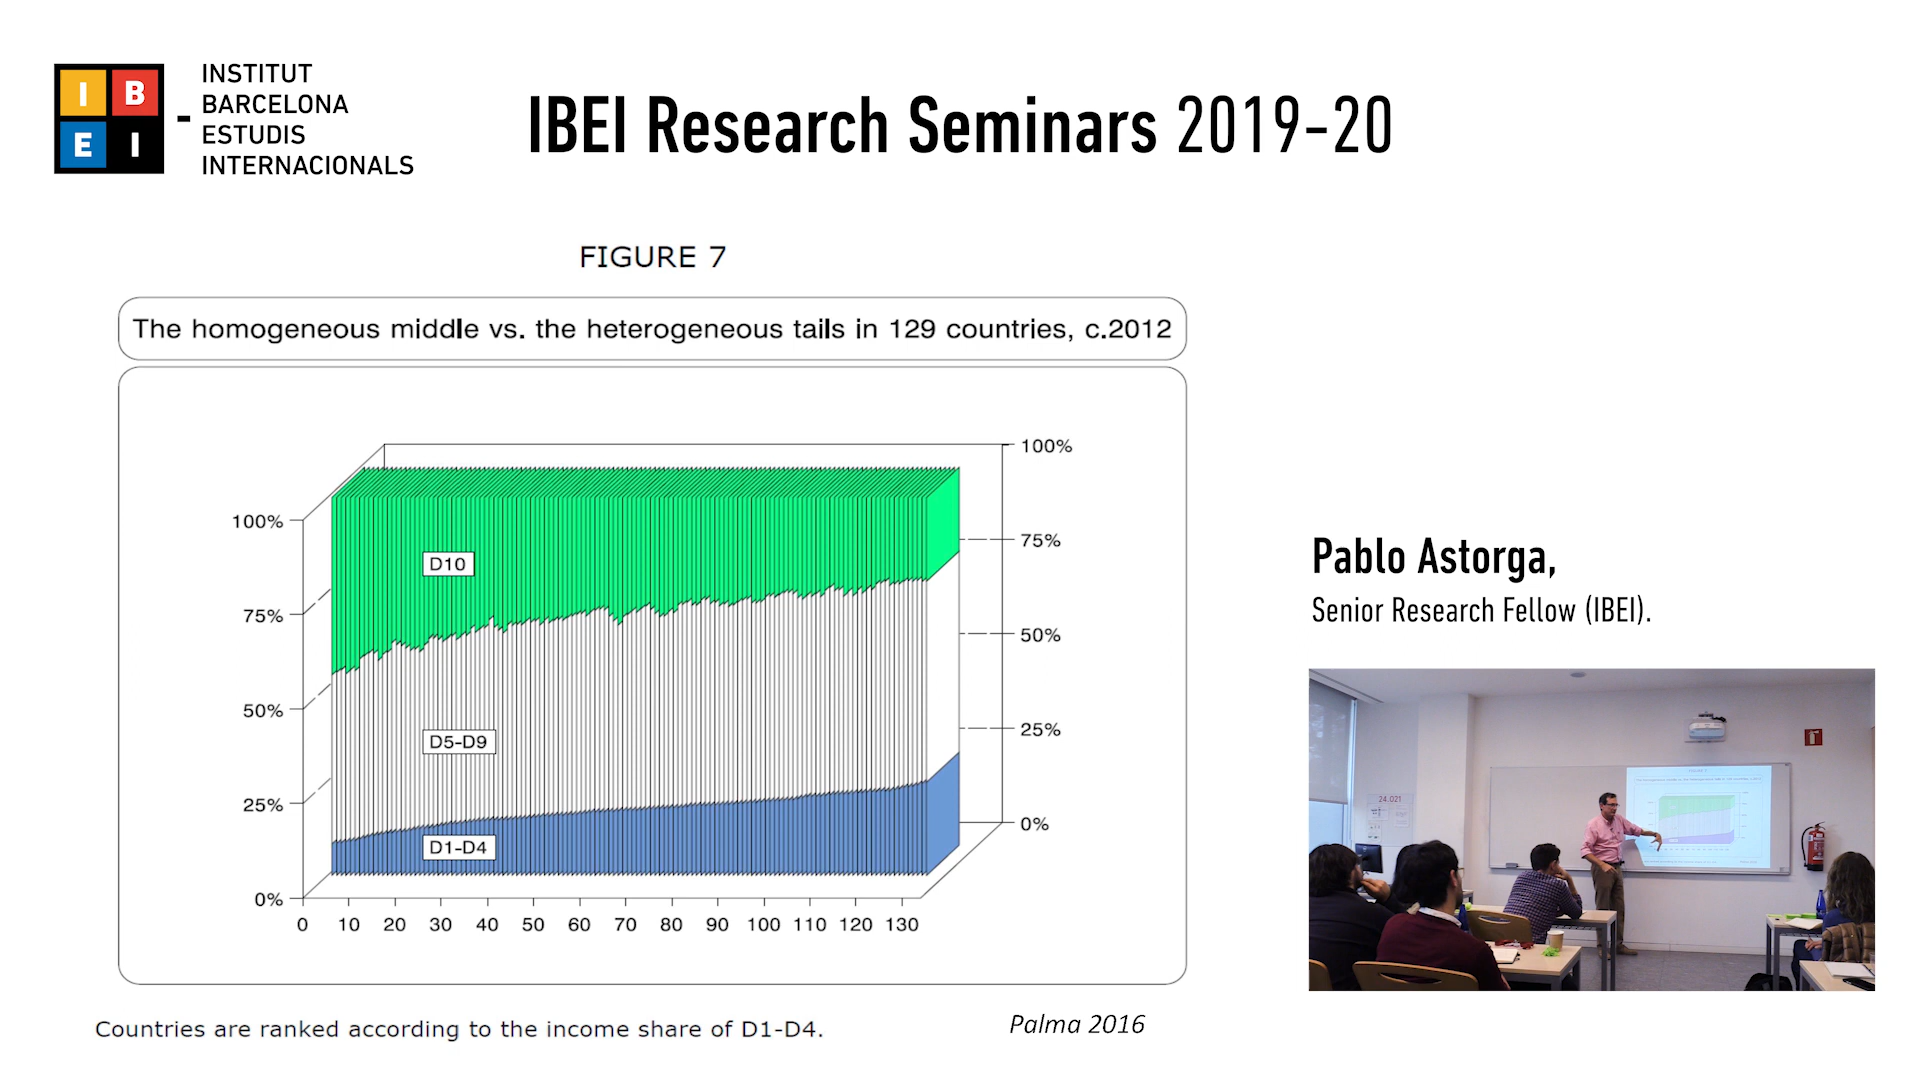 I B
E I
-
INSTITUT
BARCELONA
ESTUDIS
INTERNACIONALS
IBEI Research Seminars 2019-20
FIGURE 7
The homogeneous middle vs. the heterogeneous tails in 129 countries, c.2012
100%
75%
50%
25%
0%
100%
75%
50%
25%
0%
D10
D5-D9
D1-D4
0 10 20 30 40 50 60 70 80 90 100 110 120 130
Countries are ranked according to the income share of D1-D4.
Palma 2016
Pablo Astorga,
Senior Research Fellow (IBEI).
24.021